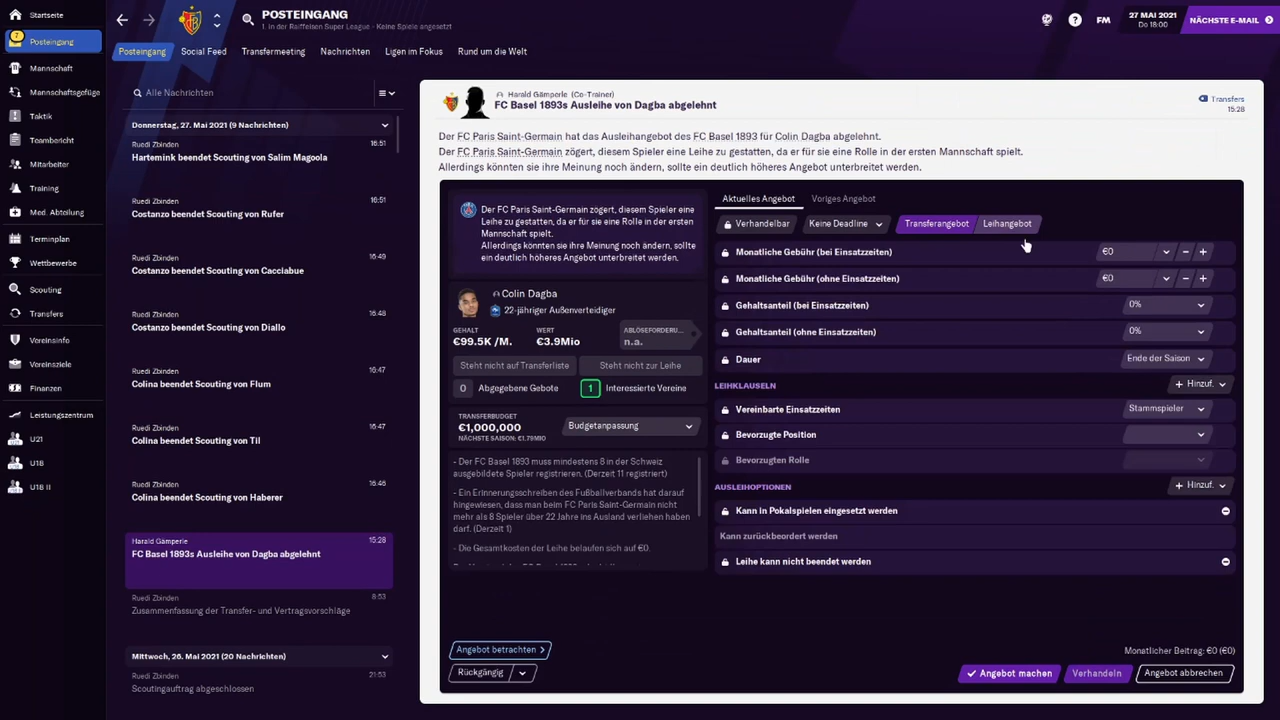 Startseite
7
Posteingang
Mannschaft
Mannschaftsgefüge
Taktik
Teambericht
Mitarbeiter
Training
Med. Abteilung
Terminplan
Wettbewerbe
Scouting
Transfers
Vereinsinfo
Vereinsziele
Finanzen
Leistungszentrum
U21
U18
U18 II
POSTEINGANG
1. in der Raiffeisen Super League - Keine Spiele angesetzt
?
FM
27 MAI 2021
Do 18:00
NÄCHSTE E-MAIL
Posteingang Social Feed Transfermeeting Nachrichten Ligen im Fokus Rund um die Welt
Alle Nachrichten
Donnerstag, 27. Mai 2021 (9 Nachrichten)
Ruedi Zbinden 16:51
Hartemink beendet Scouting von Salim Magoola
Ruedi Zbinden 16:51
Costanzo beendet Scouting von Rufer
Ruedi Zbinden 16:49
Costanzo beendet Scouting von Cacciabue
Ruedi Zbinden 16:48
Costanzo beendet Scouting von Diallo
Ruedi Zbinden 16:47
Colina beendet Scouting von Flum
Ruedi Zbinden 16:47
Colina beendet Scouting von Til
Ruedi Zbinden 16:46
Colina beendet Scouting von Haberer
Harald Gämperle 15:28
FC Basel 1893s Ausleihe von Dagba abgelehnt
Ruedi Zbinden 8:53
Zusammenfassung der Transfer- und Vertragsvorschläge
Mittwoch, 26. Mai 2021 (20 Nachrichten)
Ruedi Zbinden 21:53
Scoutingauftrag abgeschlossen
Harald Gämperle (Co-Trainer)
FC Basel 1893s Ausleihe von Dagba abgelehnt
Transfers
15:28
Der FC Paris Saint-Germain hat das Ausleihangebot des FC Basel 1893 für Colin Dagba abgelehnt.
Der FC Paris Saint-Germain zögert, diesem Spieler eine Leihe zu gestatten, da er für sie eine Rolle in der ersten Mannschaft spielt.
Allerdings könnten sie ihre Meinung noch ändern, sollte ein deutlich höheres Angebot unterbreitet werden.
Der FC Paris Saint-Germain zögert, diesem Spieler eine
Leihe zu gestatten, da er für sie eine Rolle in der ersten
Mannschaft spielt.
Allerdings könnten sie ihre Meinung noch ändern, sollte
ein deutlich höheres Angebot unterbreitet werden.
Colin Dagba
22-jähriger Außenverteidiger
GEHALT WERT ABLÖSEFORDERU...
€99.5K /M. €3.9Mio n.a.
Steht nicht auf Transferliste Steht nicht zur Leihe
0 Abgegebene Gebote 1 Interessierte Vereine
TRANSFERBUDGET
€1,000,000
NÄCHSTE SAISON: €1.79MIO
Budgetanpassung
- Der FC Basel 1893 muss mindestens 8 in der Schweiz
ausgebildete Spieler registrieren. (Derzeit 11 registriert)
- Ein Erinnerungsschreiben des Fußballverbands hat darauf
hingewiesen, dass man beim FC Paris Saint-Germain nicht
mehr als 8 Spieler über 22 Jahre ins Ausland verliehen haben
darf. (Derzeit 1)
- Die Gesamtkosten der Leihe belaufen sich auf €0.
Angebot betrachten
Rückgängig
Aktuelles Angebot Voriges Angebot
Verhandelbar Keine Deadline Transferangebot Leihangebot
Monatliche Gebühr (bei Einsatzzeiten) €0
Monatliche Gebühr (ohne Einsatzzeiten) €0
Gehaltsanteil (bei Einsatzzeiten) 0%
Gehaltsanteil (ohne Einsatzzeiten) 0%
Dauer Ende der Saison
LEIHKLAUSELN + Hinzuf.
Vereinbarte Einsatzzeiten Stammspieler
Bevorzugte Position
Bevorzugten Rolle
AUSLEIHOPTIONEN + Hinzuf.
Kann in Pokalspielen eingesetzt werden
Kann zurückbeordert werden
Leihe kann nicht beendet werden
Monatlicher Beitrag: €0 (€0)
Angebot machen Verhandeln Angebot abbrechen